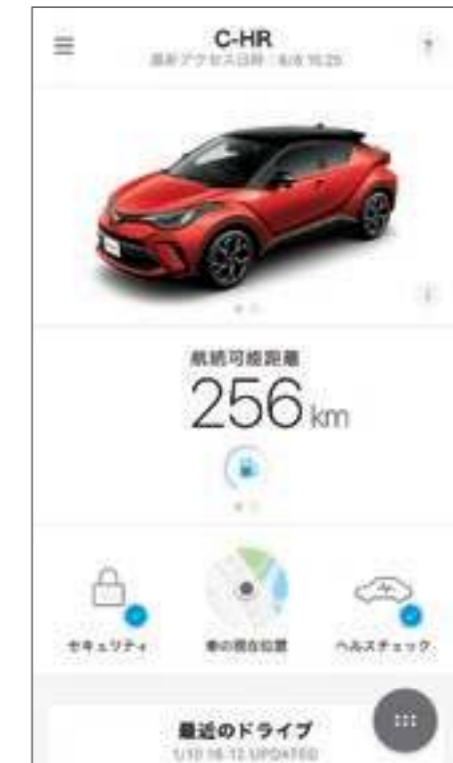 C-HR
最新アクセス日時：6/8 16:25
?
i
航続可能距離
256 km
セキュリティ
車の現在位置
ヘルスチェック
最近のドライブ
1/10 16:12 UPDATED